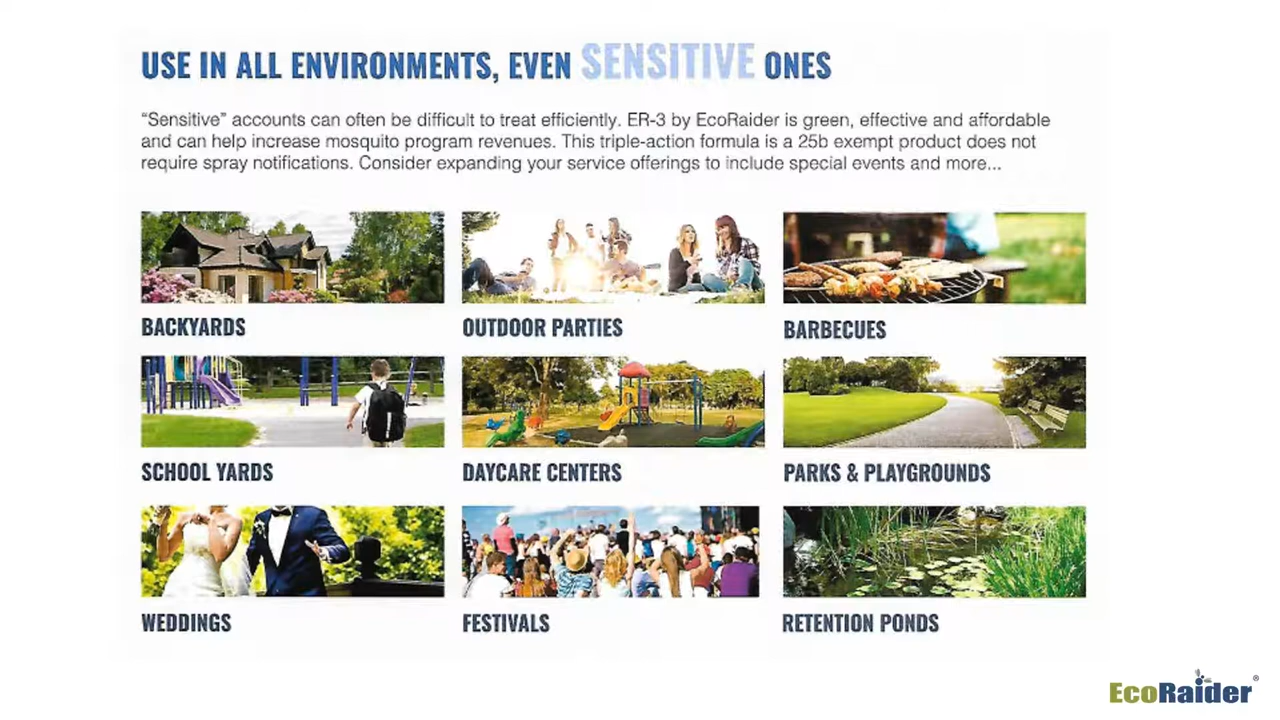 USE IN ALL ENVIRONMENTS, EVEN SENSITIVE ONES
“Sensitive” accounts can often be difficult to treat efficiently. ER-3 by EcoRaider is green, effective and affordable
and can help increase mosquito program revenues. This triple-action formula is a 25b exempt product does not
require spray notifications. Consider expanding your service offerings to include special events and more...
BACKYARDS
OUTDOOR PARTIES
BARBECUES
SCHOOL YARDS
DAYCARE CENTERS
PARKS & PLAYGROUNDS
WEDDINGS
FESTIVALS
RETENTION PONDS
EcoRaider®